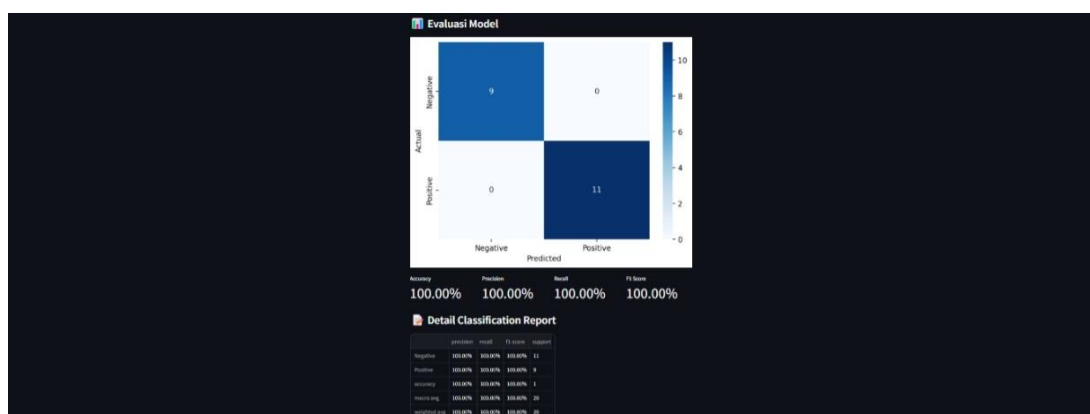 Evaluasi Model
Negative 9 0
Actual
Positive 0 11
Negative Positive
Predicted
10
8
6
4
2
0
Accuracy Precision Recall F1 Score
100.00% 100.00% 100.00% 100.00%
Detail Classification Report
precision recall f1-score support
Negative 100.00% 100.00% 100.00% 11
Positive 100.00% 100.00% 100.00% 9
accuracy 100.00% 100.00% 100.00% 1
macro avg 100.00% 100.00% 100.00% 20
weighted avg 100.00% 100.00% 100.00% 20